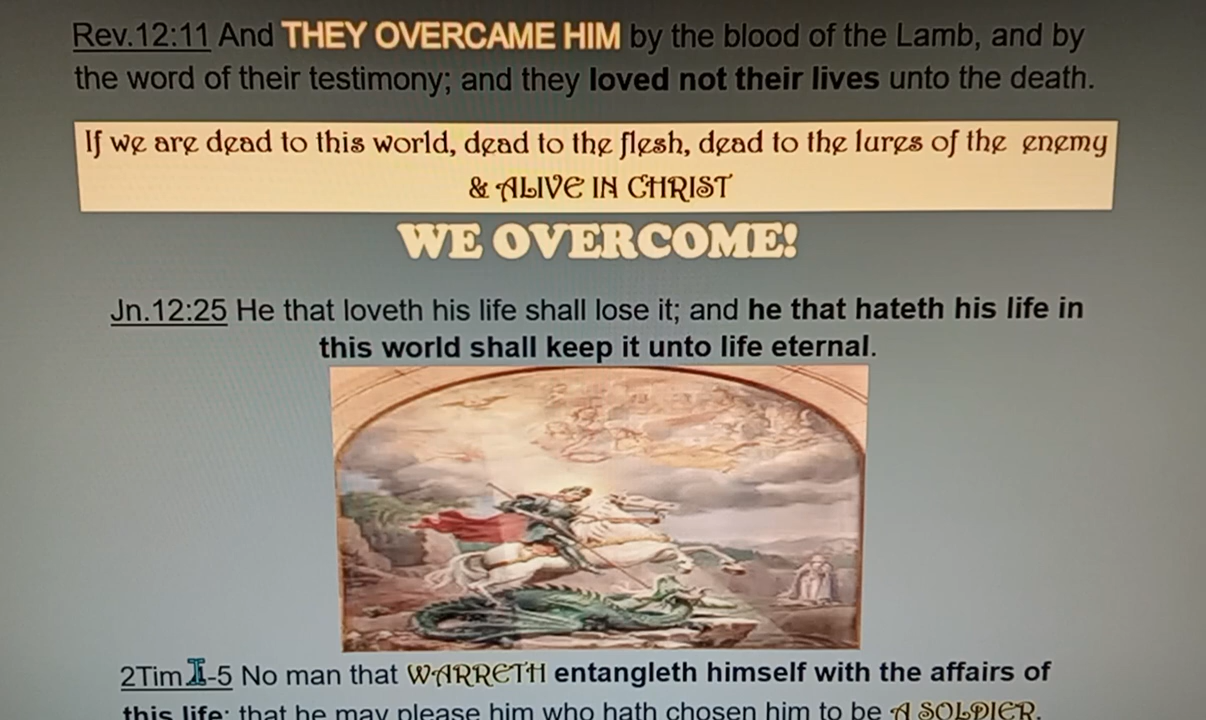 Rev.12:11 And THEY OVERCAME HIM by the blood of the Lamb, and by
the word of their testimony; and they loved not their lives unto the death.
If we are dead to this world, dead to the flesh, dead to the lures of the enemy
& ALIVE IN CHRIST
WE OVERCOME!
Jn.12:25 He that loveth his life shall lose it; and he that hateth his life in
this world shall keep it unto life eternal.
2Tim -5 No man that WARRETH entangleth himself with the affairs of
this life; that he may please him who hath chosen him to be A SOLDIER.